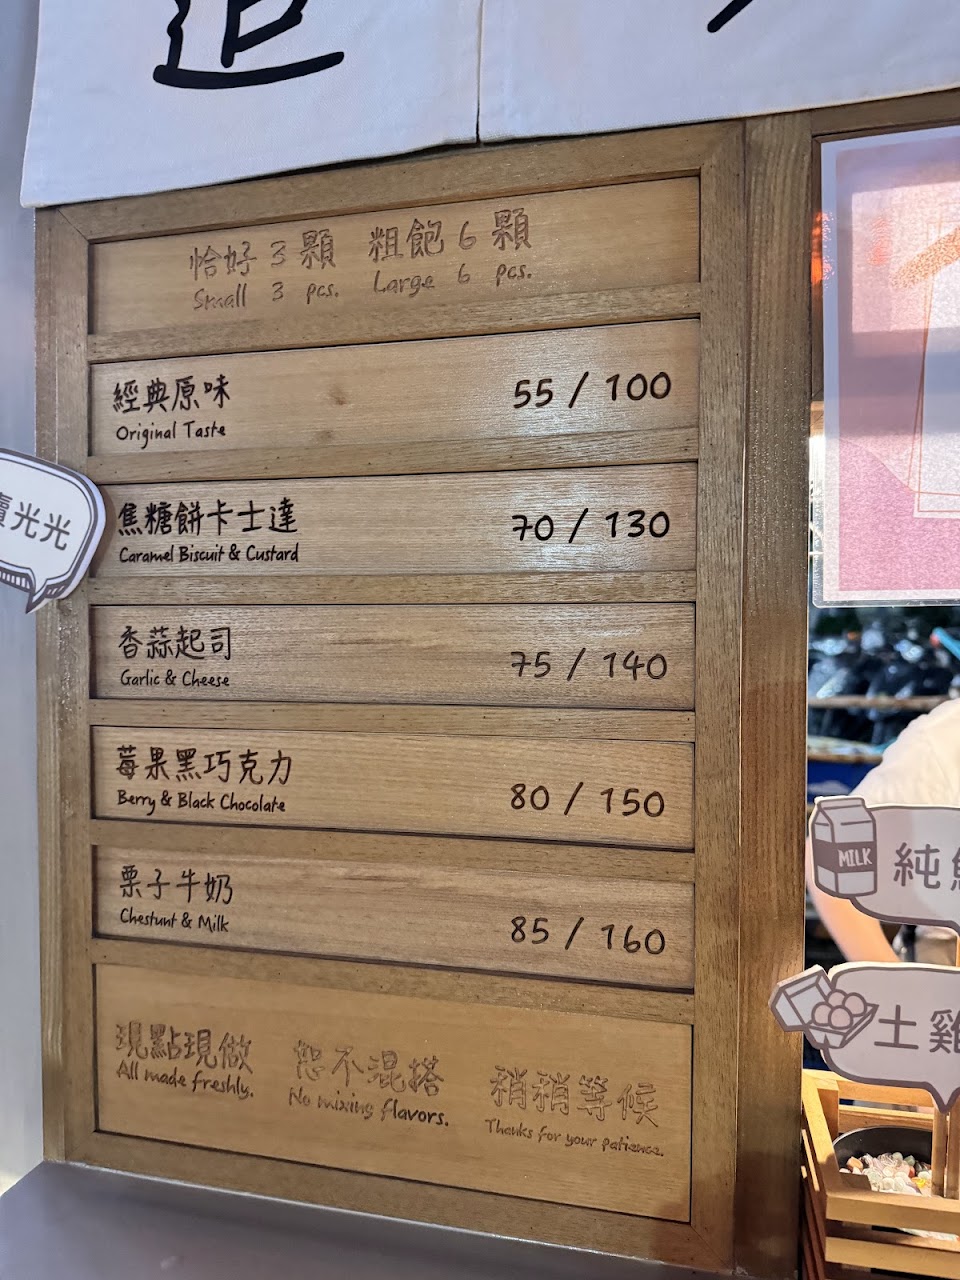 恰好 3 顆 粗飽 6 顆
Small 3 pcs. Large 6 pcs.
經典原味 55 / 100
Original Taste
焦糖餅卡士達 70 / 130
Caramel Biscuit & Custard
香蒜起司 75 / 140
Garlic & Cheese
莓果黑巧克力 80 / 150
Berry & Black Chocolate
栗子牛奶 85 / 160
Chestunt & Milk
現點現做 恕不混搭 稍稍等候
All made freshly. No mixing flavors. Thanks for your patience.
光光
MILK
純
土雞